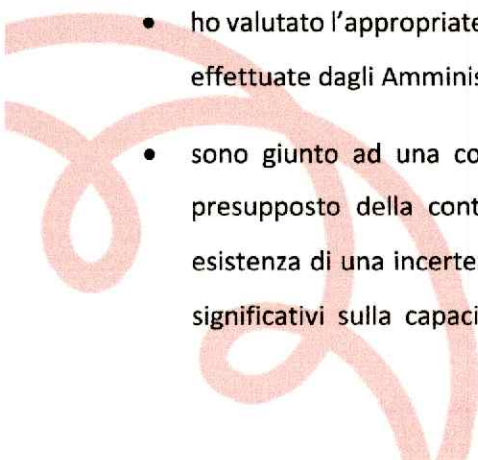 • ho valutato l'appropriate
effettuate dagli Amminis
• sono giunto ad una co
presupposto della cont
esistenza di una incerte
significativi sulla capaci